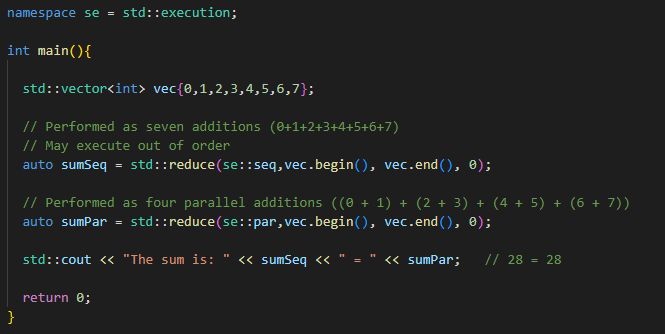 namespace se = std::execution;
int main(){
std::vector<int> vec{0,1,2,3,4,5,6,7};
// Performed as seven additions (0+1+2+3+4+5+6+7)
// May execute out of order
auto sumSeq = std::reduce(se::seq,vec.begin(), vec.end(), 0);
// Performed as four parallel additions ((0 + 1) + (2 + 3) + (4 + 5) + (6 + 7))
auto sumPar = std::reduce(se::par,vec.begin(), vec.end(), 0);
std::cout << "The sum is: " << sumSeq << " = " << sumPar;   // 28 = 28
return 0;
}